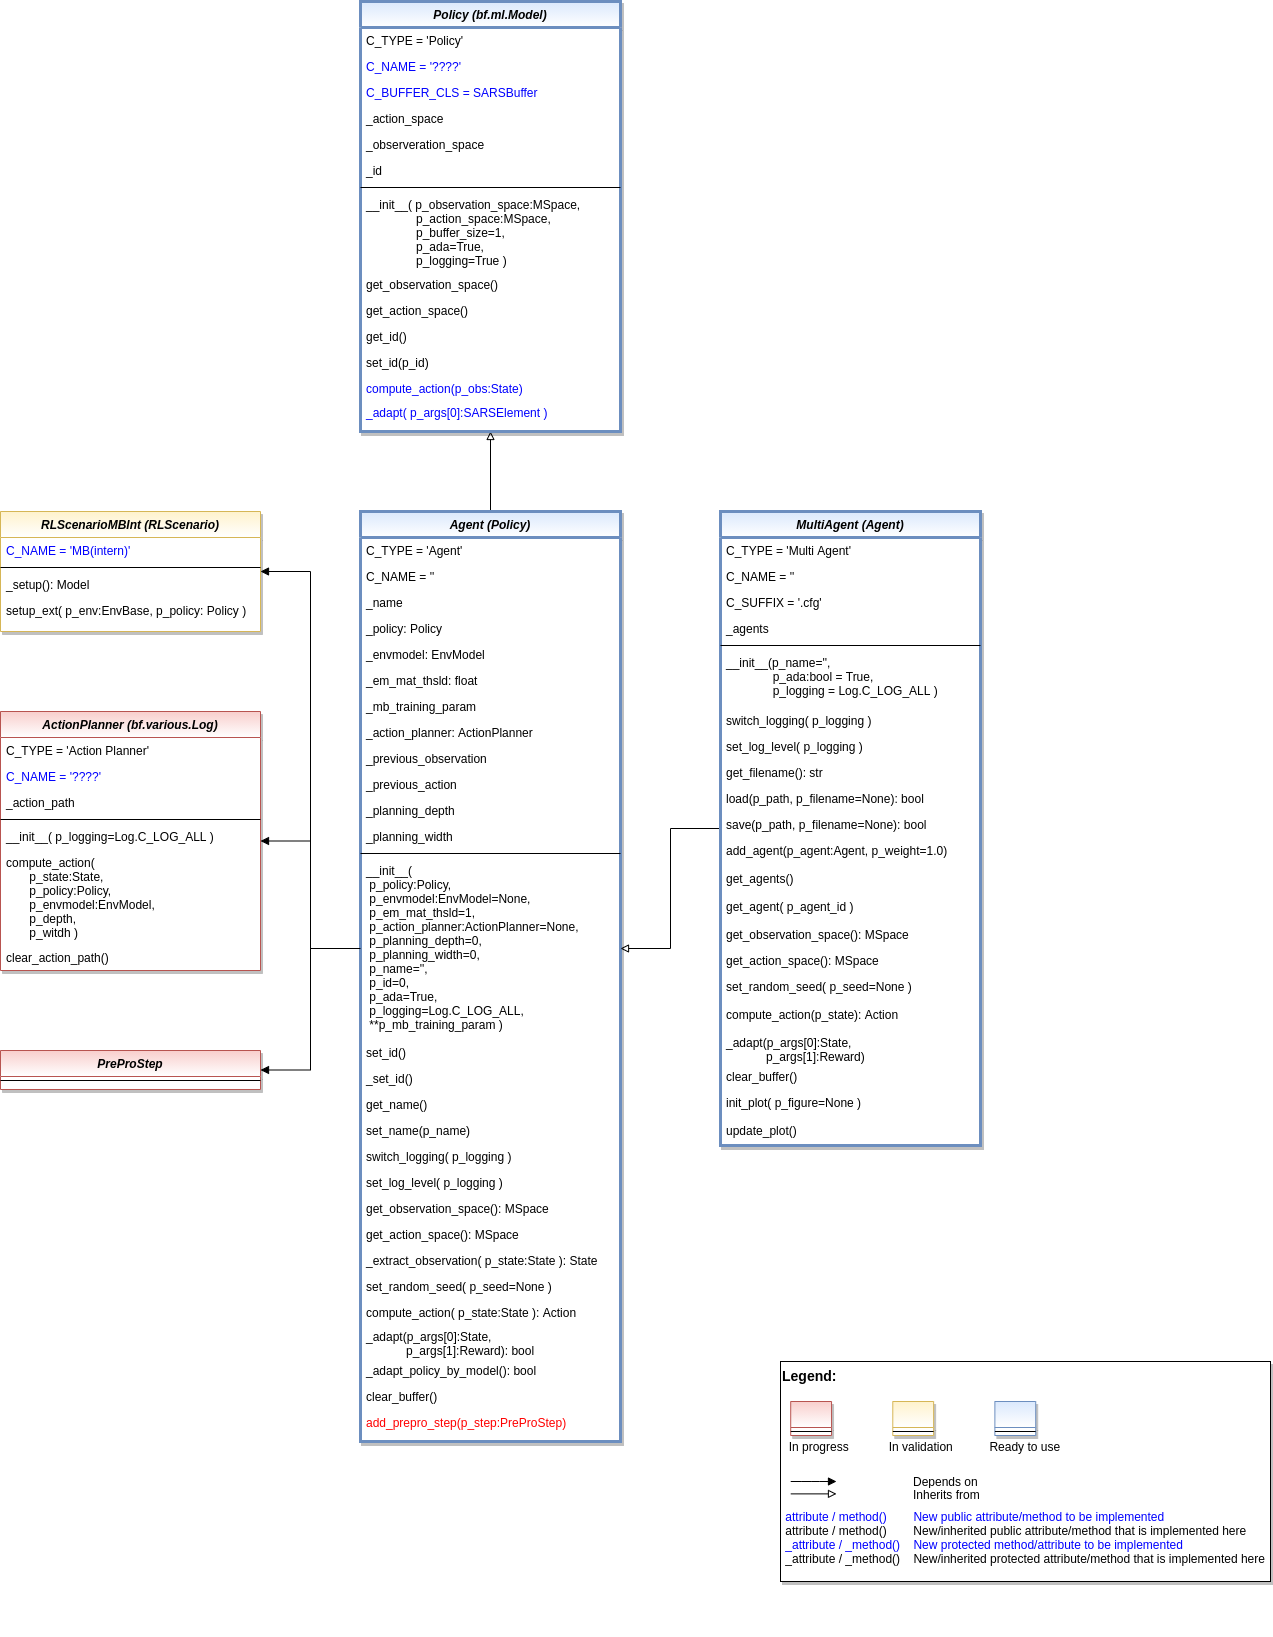 Policy (bf.ml.Model)
C_TYPE = 'Policy'
C_NAME = '????'
C_BUFFER_CLS = SARSBuffer
_action_space
_obseveration_space
_id
__init__( p_observation_space:MSpace,
p_action_space:MSpace,
p_buffer_size=1,
p_ada=True,
p_logging=True )
get_observation_space()
get_action_space()
get_id()
set_id(p_id)
compute_action(p_obs:State)
_adapt( p_args[0]:SARSElement )
RLScenarioMBInt (RLScenario)
C_NAME = 'MB(intern)'
_setup(): Model
setup_ext( p_env:EnvBase, p_policy: Policy )
ActionPlanner (bf.various.Log)
C_TYPE = 'Action Planner'
C_NAME = '????'
_action_path
__init__( p_logging=Log.C_LOG_ALL )
compute_action(
p_state:State,
p_policy:Policy,
p_envmodel:EnvModel,
p_depth,
p_witdh )
clear_action_path()
PreProStep
Agent (Policy)
C_TYPE = 'Agent'
C_NAME = ''
_name
_policy: Policy
_envmodel: EnvModel
_em_mat_thsld: float
_mb_training_param
_action_planner: ActionPlanner
_previous_observation
_previous_action
_planning_depth
_planning_width
__init__(
p_policy:Policy,
p_envmodel:EnvModel=None,
p_em_mat_thsld=1,
p_action_planner:ActionPlanner=None,
p_planning_depth=0,
p_planning_width=0,
p_name='',
p_id=0,
p_ada=True,
p_logging=Log.C_LOG_ALL,
**p_mb_training_param )
set_id()
_set_id()
get_name()
set_name(p_name)
switch_logging( p_logging )
set_log_level( p_logging )
get_observation_space(): MSpace
get_action_space(): MSpace
_extract_observation( p_state:State ): State
set_random_seed( p_seed=None )
compute_action( p_state:State ): Action
_adapt(p_args[0]:State,
p_args[1]:Reward): bool
_adapt_policy_by_model(): bool
clear_buffer()
add_prepro_step(p_step:PreProStep)
MultiAgent (Agent)
C_TYPE = 'Multi Agent'
C_NAME = ''
C_SUFFIX = '.cfg'
_agents
__init__(p_name='',
p_ada:bool = True,
p_logging = Log.C_LOG_ALL )
switch_logging( p_logging )
set_log_level( p_logging )
get_filename(): str
load(p_path, p_filename=None): bool
save(p_path, p_filename=None): bool
add_agent(p_agent:Agent, p_weight=1.0)
get_agents()
get_agent( p_agent_id )
get_observation_space(): MSpace
get_action_space(): MSpace
set_random_seed( p_seed=None )
compute_action(p_state): Action
_adapt(p_args[0]:State,
p_args[1]:Reward)
clear_buffer()
init_plot( p_figure=None )
update_plot()
Legend:
In progress
In validation
Ready to use
Depends on
Inherits from
attribute / method() New public attribute/method to be implemented
attribute / method() New/inherited public attribute/method that is implemented here
_attribute / _method() New protected method/attribute to be implemented
_attribute / _method() New/inherited protected attribute/method that is implemented here